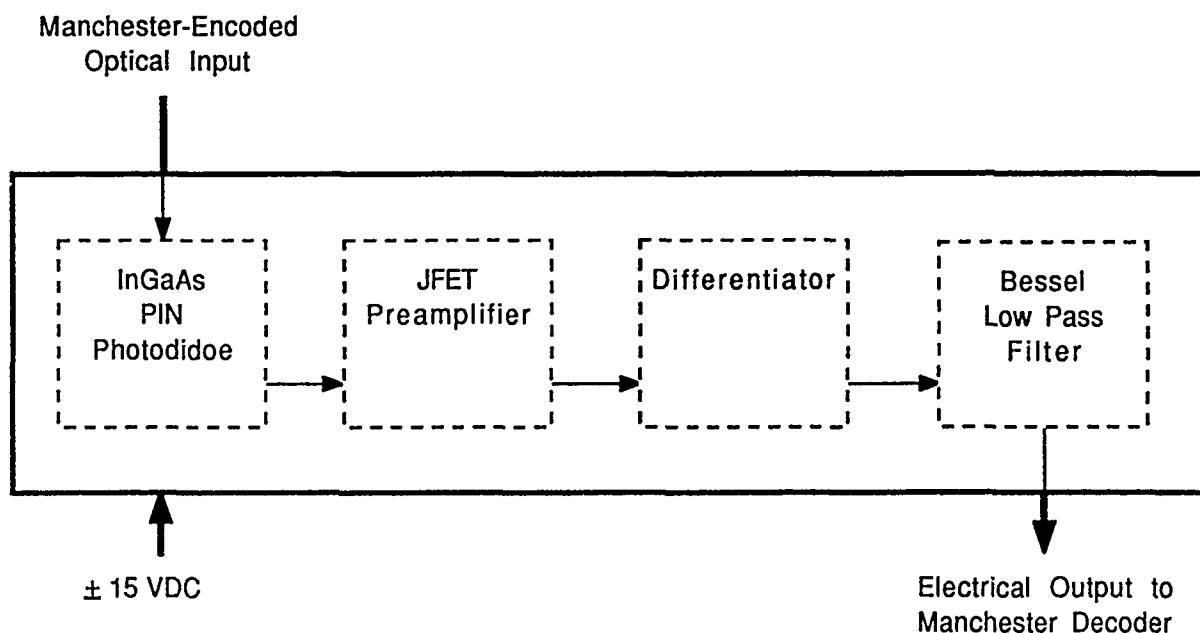 Manchester-Encoded
Optical Input
InGaAs
PIN
Photodidoe
JFET
Preamplifier
Differentiator
Bessel
Low Pass
Filter
± 15 VDC
Electrical Output to
Manchester Decoder